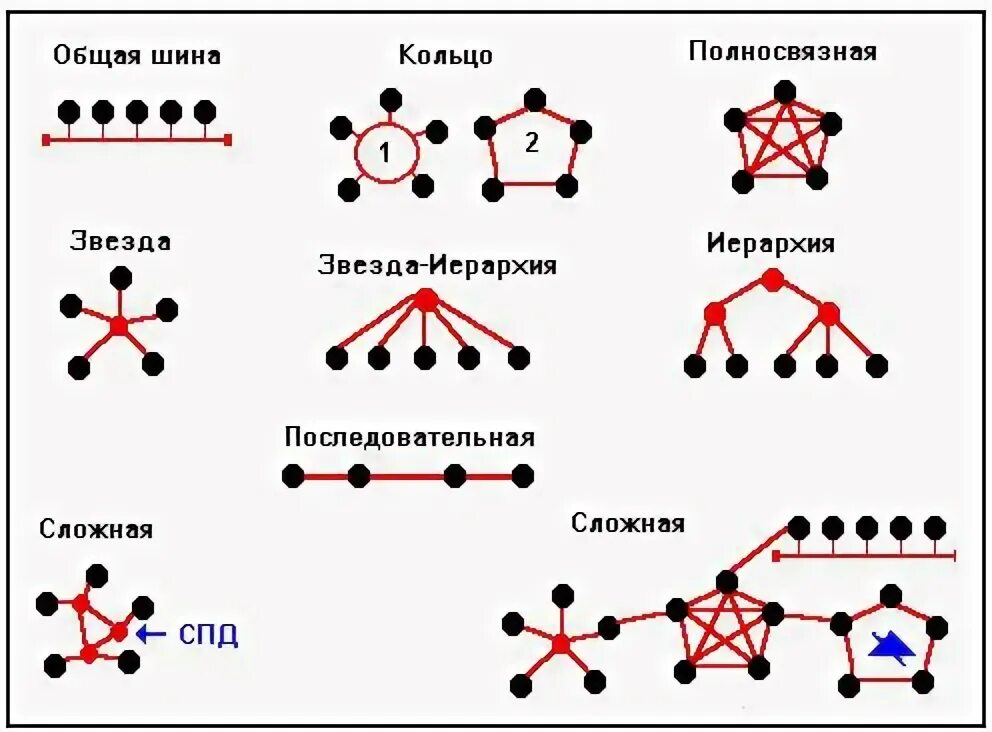 Общая шина
Кольцо
Полносвязная
1
2
Звезда
Звезда-Иерархия
Иерархия
Последовательная
Сложная
СПД
Сложная